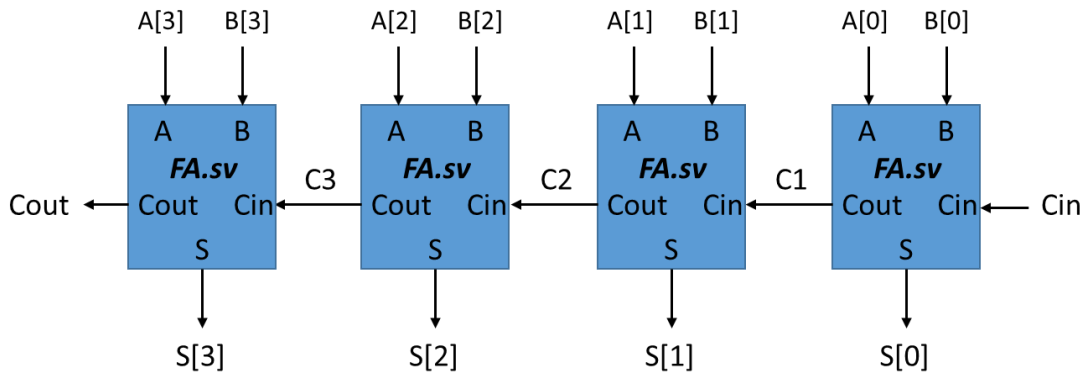 A[3] B[3] A[2] B[2] A[1] B[1] A[0] B[0]
A B A B A B A B
FA.sv FA.sv FA.sv FA.sv
C3 C2 C1
Cout Cout Cin Cout Cin Cout Cin Cout Cin Cin
S S S S
S[3] S[2] S[1] S[0]